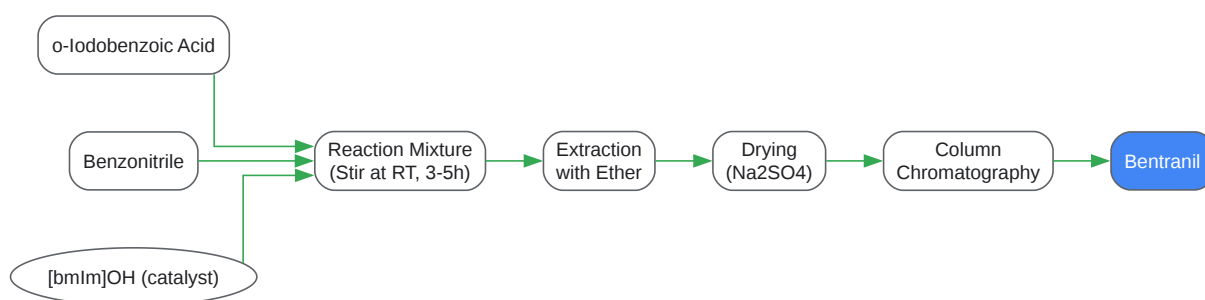 o-Iodobenzoic Acid
Benzonitrile
[bmIm]OH (catalyst)
Reaction Mixture
(Stir at RT, 3-5h)
Extraction
with Ether
Drying
(Na2SO4)
Column
Chromatography
Bentranil